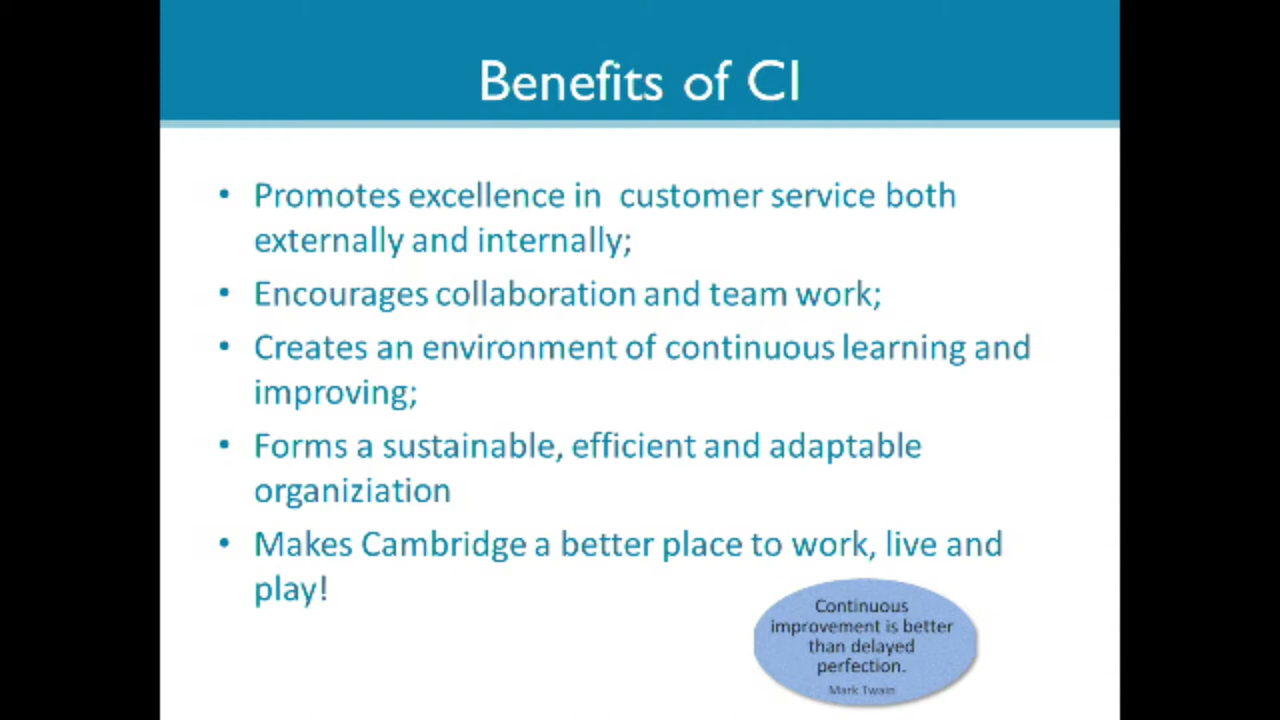 Benefits of CI
• Promotes excellence in  customer service both
externally and internally;
• Encourages collaboration and team work;
• Creates an environment of continuous learning and
improving;
• Forms a sustainable, efficient and adaptable
organiziation
• Makes Cambridge a better place to work, live and
play!
Continuous
improvement is better
than delayed
perfection.
Mark Twain